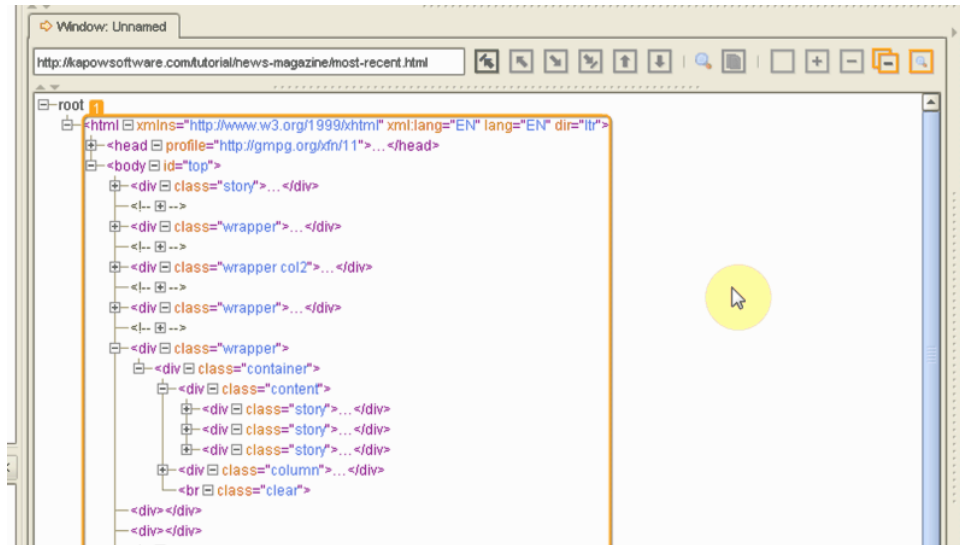 Window: Unnamed
http://kapowsoftware.com/tutorial/news-magazine/most-recent.html
root 1
<html xmlns="http://www.w3.org/1999/xhtml" xml:lang="EN" lang="EN" dir="ltr">
<head profile="http://gmpg.org/xfn/11">...</head>
<body id="top">
<div class="story">...</div>
<!-- -->
<div class="wrapper">...</div>
<!-- -->
<div class="wrapper col2">...</div>
<!-- -->
<div class="wrapper">...</div>
<!-- -->
<div class="wrapper">
<div class="container">
<div class="content">
<div class="story">...</div>
<div class="story">...</div>
<div class="story">...</div>
<div class="column">...</div>
<br class="clear">
<div></div>
<div></div>